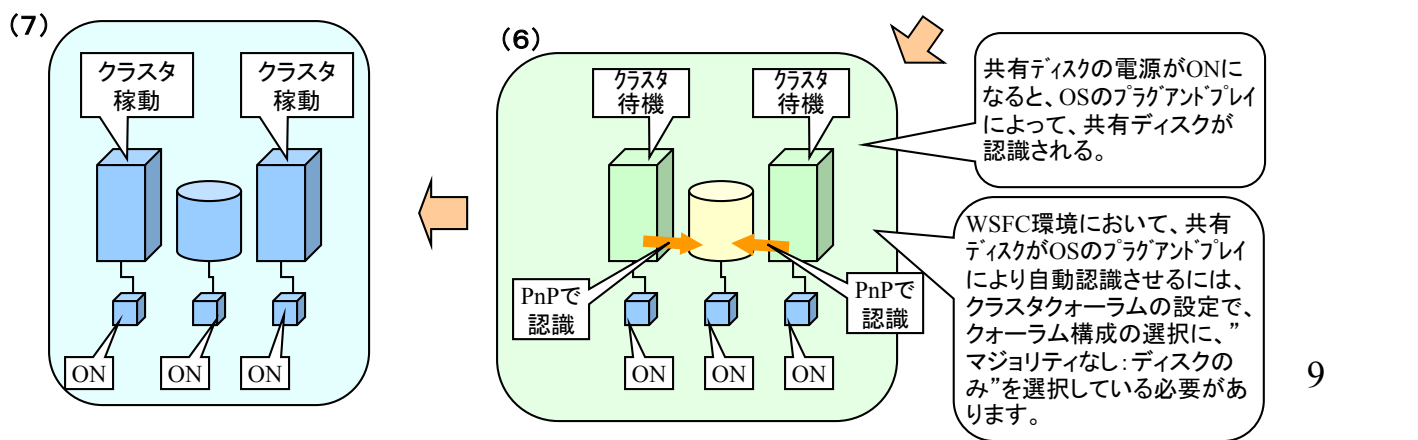 (7)
クラスタ
稼動
クラスタ
稼動
ON
ON
ON
(6)
ｸﾗｽﾀ
待機
ｸﾗｽﾀ
待機
PnPで
認識
PnPで
認識
ON
ON
ON
共有ﾃﾞｨｽｸの電源がONに
なると、OSのﾌﾟﾗｸﾞｱﾝﾄﾞﾌﾟﾚｲ
によって、共有ディスクが
認識される。
WSFC環境において、共有
ﾃﾞｨｽｸがOSのﾌﾟﾗｸﾞｱﾝﾄﾞﾌﾟﾚｲ
により自動認識させるには、
クラスタクォーラムの設定で、
クォーラム構成の選択に、”
マジョリティなし：ディスクの
み”を選択している必要があ
ります。
9